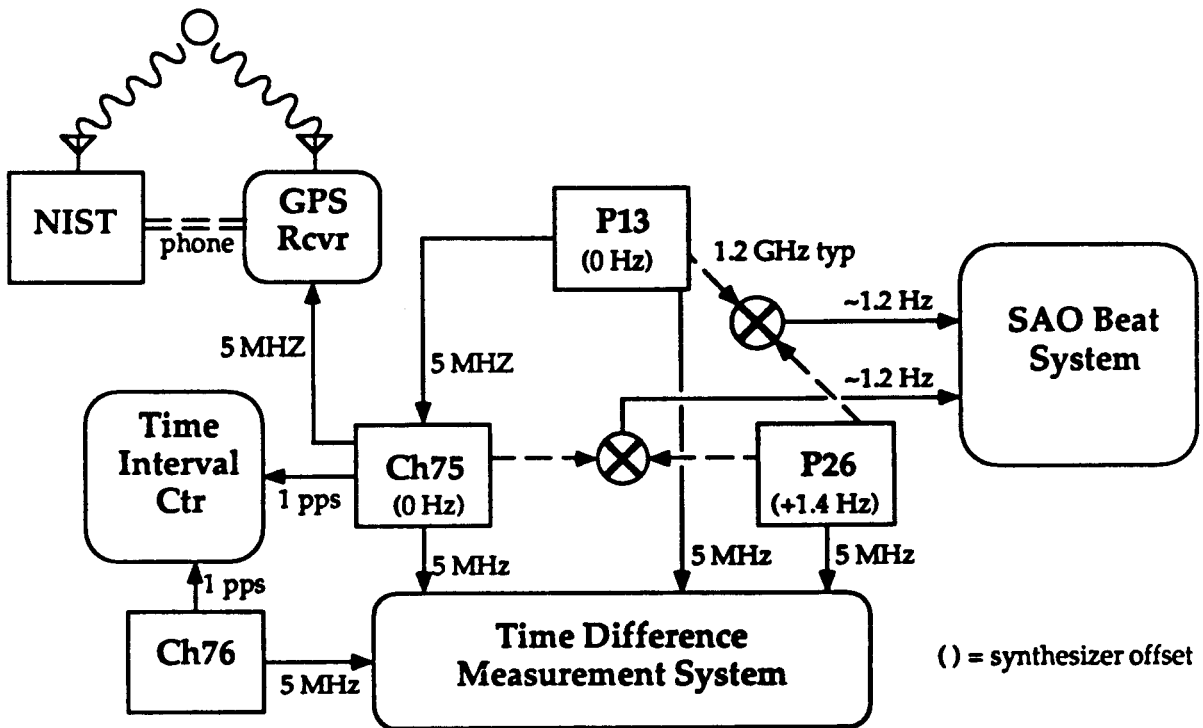 NIST
phone
GPS
Rcvr
P13
(0 Hz)
1.2 GHz typ
~1.2 Hz
SAO Beat
System
5 MHZ
5 MHZ
~1.2 Hz
Time
Interval
Ctr
1 pps
Ch75
(0 Hz)
P26
(+1.4 Hz)
5 MHz
5 MHz
5 MHz
1 pps
Ch76
5 MHz
Time Difference
Measurement System
() = synthesizer offset